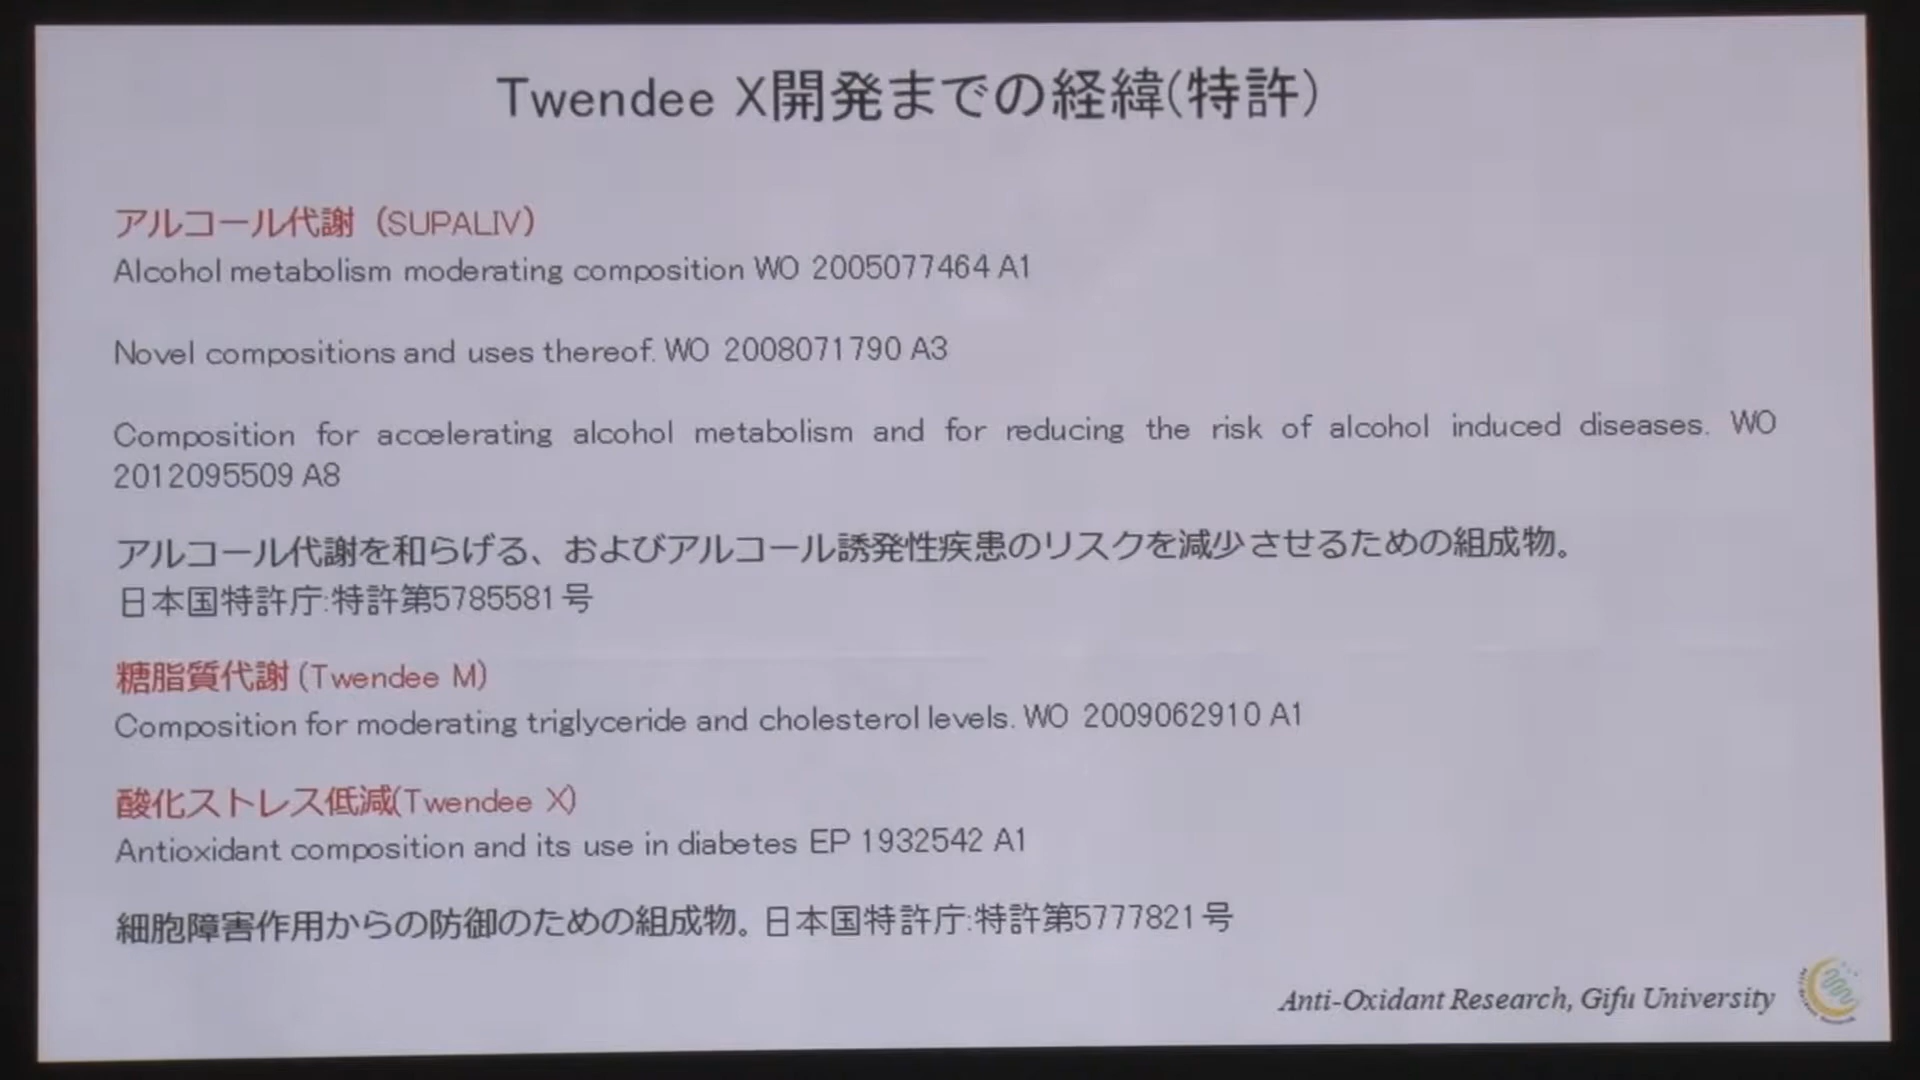 Twendee X開発までの経緯(特許)
アルコール代謝（SUPALIV）
Alcohol metabolism moderating composition WO 2005077464 A1
Novel compositions and uses thereof. WO 2008071790 A3
Composition for accelerating alcohol metabolism and for reducing the risk of alcohol induced diseases. WO
2012095509 A8
アルコール代謝を和らげる、およびアルコール誘発性疾患のリスクを減少させるための組成物。
日本国特許庁:特許第5785581号
糖脂質代謝 (Twendee M)
Composition for moderating triglyceride and cholesterol levels. WO 2009062910 A1
酸化ストレス低減(Twendee X)
Antioxidant composition and its use in diabetes EP 1932542 A1
細胞障害作用からの防御のための組成物。日本国特許庁:特許第5777821号
Anti-Oxidant Research, Gifu University